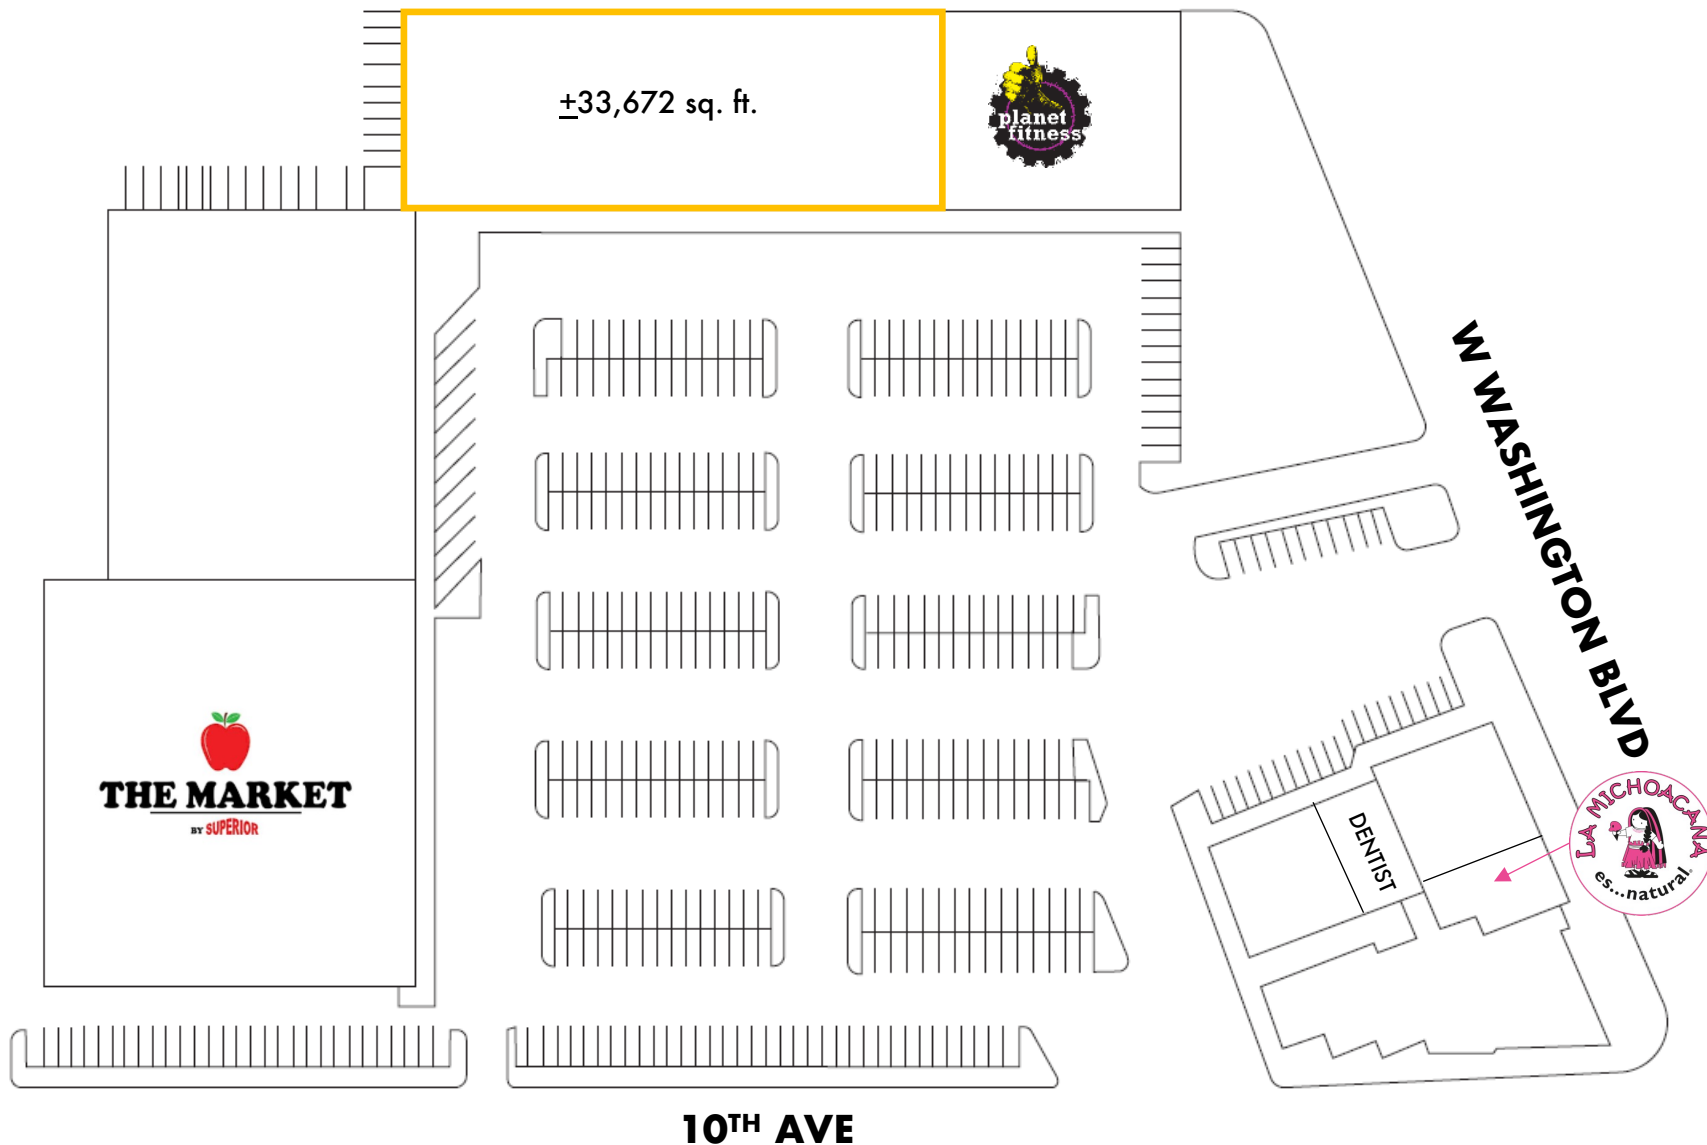 ±33,672 sq. ft.
planet
fitness
W WASHINGTON BLVD
THE MARKET
BY SUPERIOR
DENTIST
LA MICHOACANA
es...natural
10TH AVE